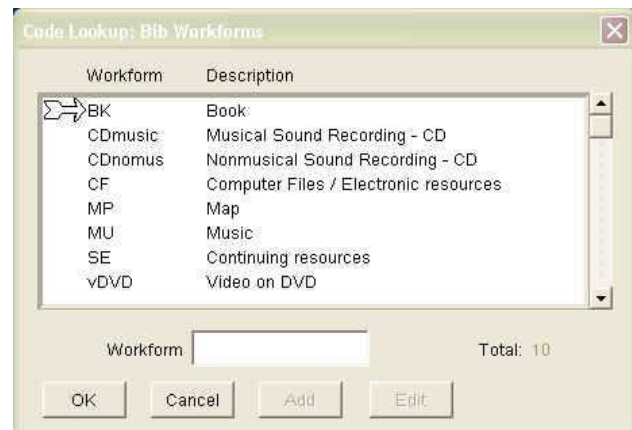 Code Lookup: Bib Workforms
Workform Description
BK Book
CDmusic Musical Sound Recording - CD
CDnomus Nonmusical Sound Recording - CD
CF Computer Files / Electronic resources
MP Map
MU Music
SE Continuing resources
vDVD Video on DVD
Workform Total: 10
OK Cancel Add Edit